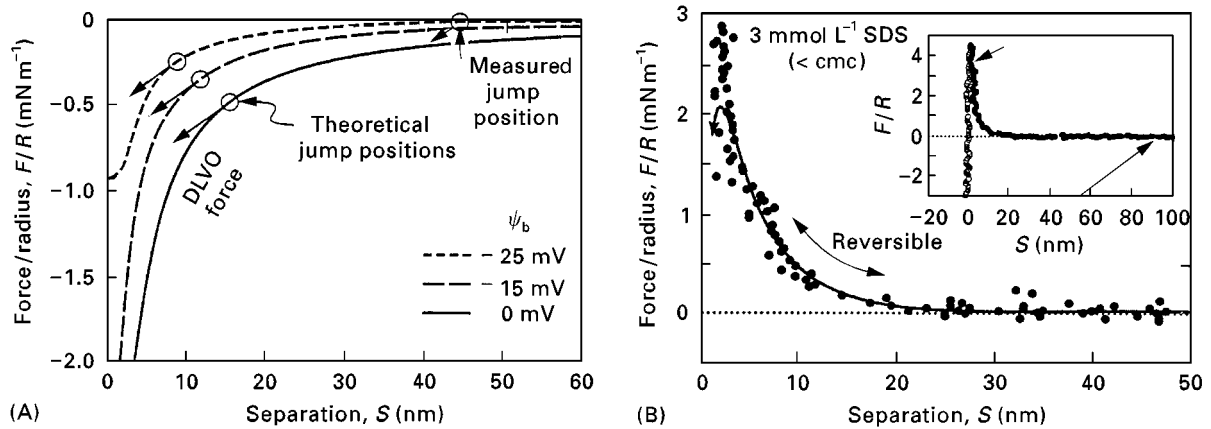 0
−0.5
−1.0
−1.5
−2.0
Force/radius, F/R (mN m⁻¹)
Measured
jump
position
Theoretical
jump positions
DLVO
force
ψb
− 25 mV
− 15 mV
0 mV
0 10 20 30 40 50 60
(A)
Separation, S (nm)
3
2
1
0
Force/radius, F/R (mN m⁻¹)
3 mmol L⁻¹ SDS
(< cmc)
Reversible
4
2
0
−2
F/R
−20 0 20 40 60 80 100
S (nm)
0 10 20 30 40 50
(B)
Separation, S (nm)